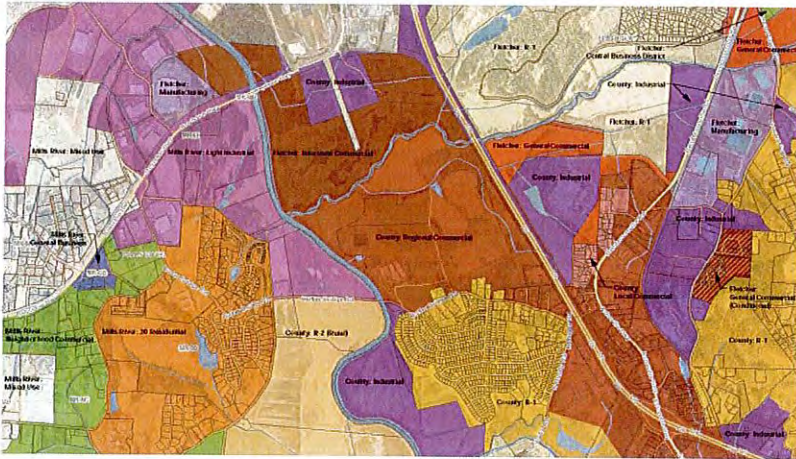 Fletcher: R-1
Fletcher:
Central Business District
Fletcher:
General Commercial
County: Industrial
Fletcher:
Manufacturing
County: Industrial
Mills River: Mixed Use
Fletcher: R-1
Fletcher:
Manufacturing
Mills River: Light Industrial
Fletcher: Interstate Commercial
Fletcher: General Commercial
County: Industrial
County: Industrial
Mills River:
General Business
County: Regional Commercial
County:
Local Commercial
Fletcher:
General Commercial
(Conditional)
Mills River:
Neighborhood Commercial
Mills River: 30 Residential
County: R-2 (Rural)
County: R-1
Mills River:
Mixed Use
County: Industrial
County: R-1
County: Industrial